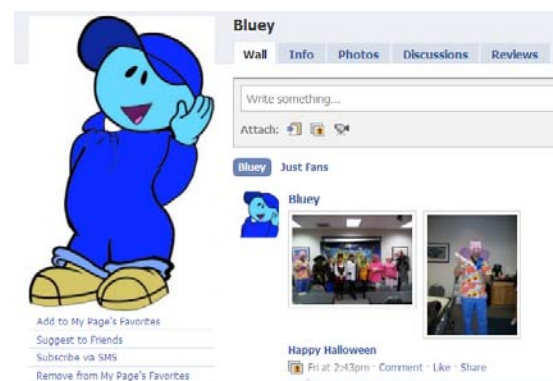 Bluey
Wall Info Photos Discussions Reviews
Write something...
Attach:
Bluey Just Fans
Bluey
Happy Halloween
Fri at 2:43pm · Comment · Like · Share
Add to My Page's Favorites
Suggest to Friends
Subscribe via SMS
Remove from My Page's Favorites